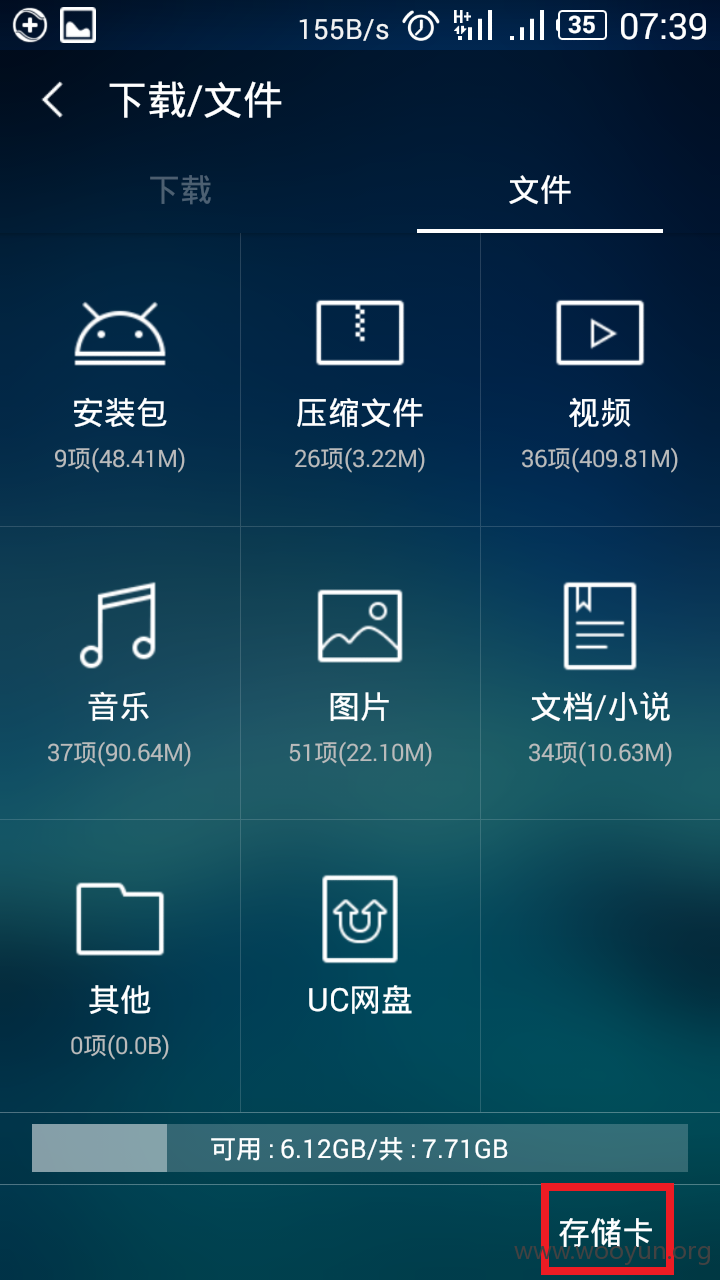 155B/s H+ 35 07:39
下载/文件
下载 文件
安装包 压缩文件 视频
9项(48.41M) 26项(3.22M) 36项(409.81M)
音乐 图片 文档/小说
37项(90.64M) 51项(22.10M) 34项(10.63M)
其他 UC网盘
0项(0.0B)
可用 : 6.12GB/共 : 7.71GB
存储卡
www.wooyun.org